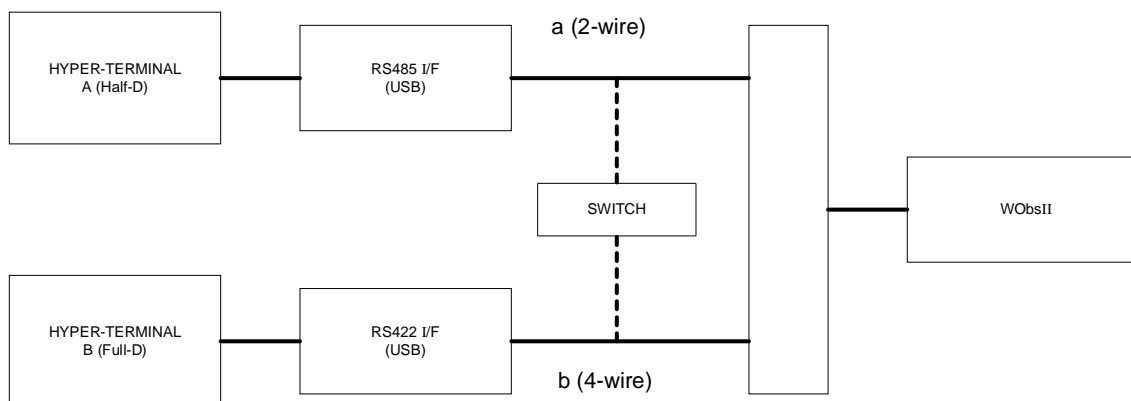 a (2-wire)
HYPER-TERMINAL
A (Half-D)
RS485 I/F
(USB)
SWITCH
WObsII
HYPER-TERMINAL
B (Full-D)
RS422 I/F
(USB)
b (4-wire)